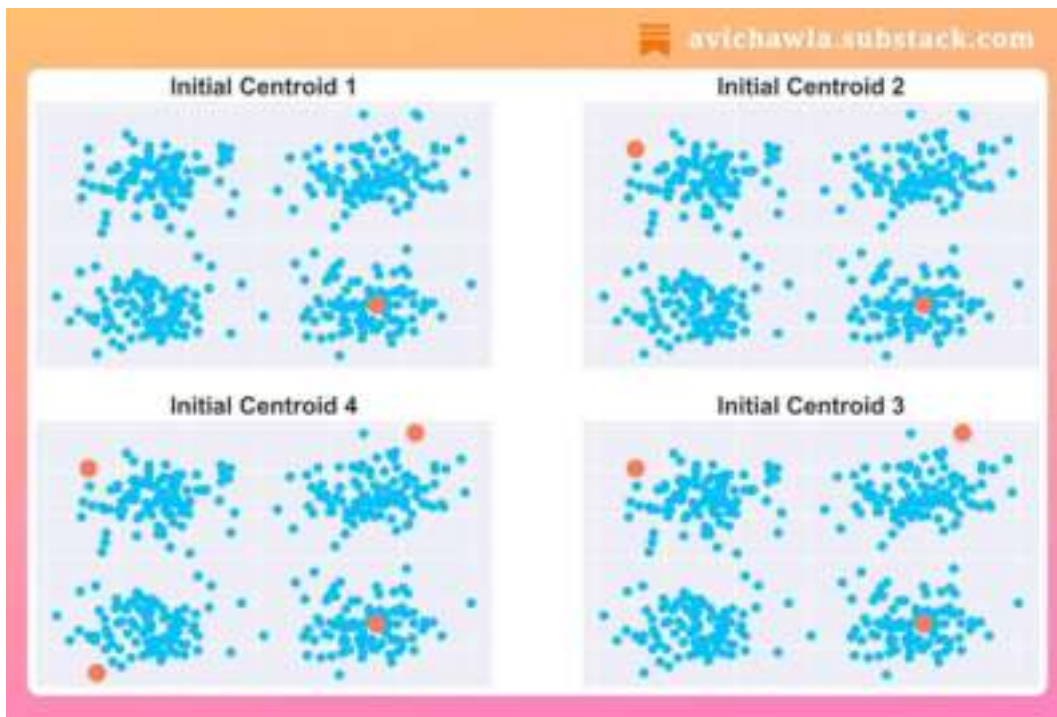 avichawla.substack.com
Initial Centroid 1
Initial Centroid 2
Initial Centroid 4
Initial Centroid 3